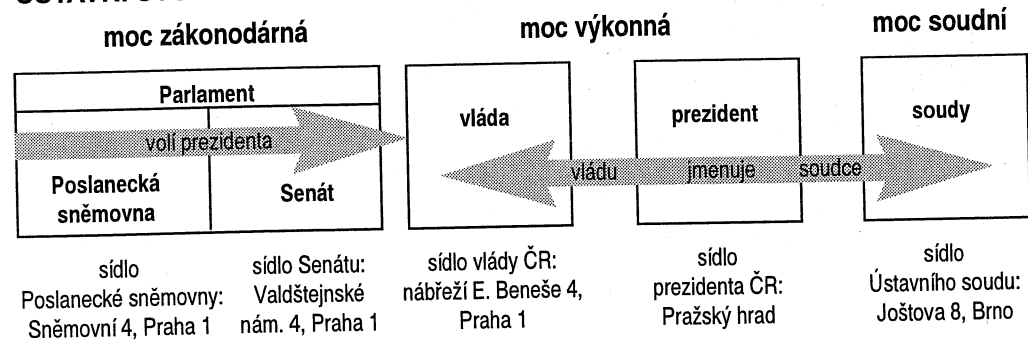 moc zákonodárná
moc výkonná
moc soudní
Parlament
volí prezidenta
Poslanecká
sněmovna
Senát
vláda
prezident
soudy
vládu jmenuje soudce
sídlo
Poslanecké sněmovny:
Sněmovní 4, Praha 1
sídlo Senátu:
Valdštejnské
nám. 4, Praha 1
sídlo vlády ČR:
nábřeží E. Beneše 4,
Praha 1
sídlo
prezidenta ČR:
Pražský hrad
sídlo
Ústavního soudu:
Joštova 8, Brno